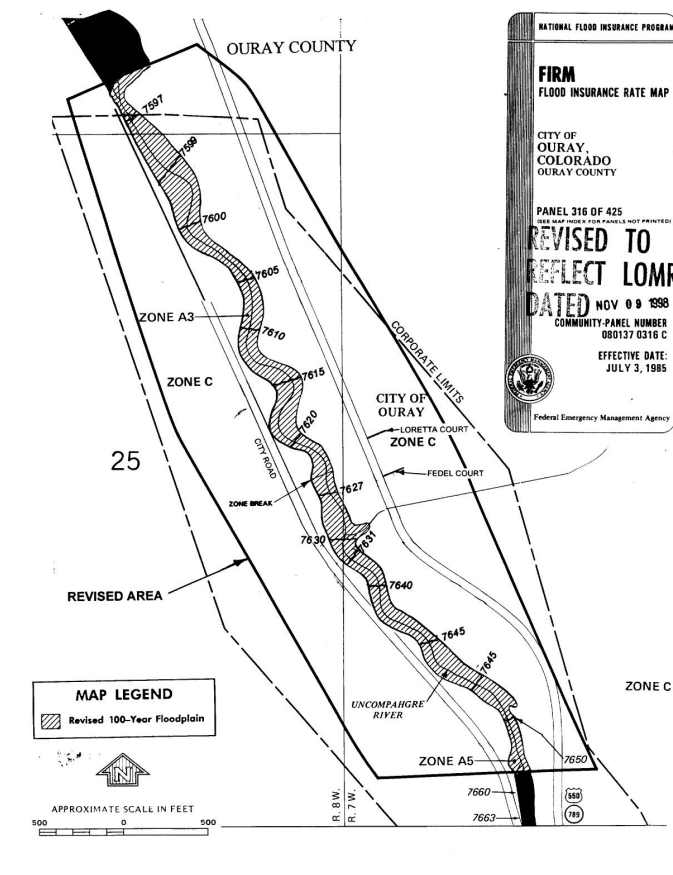 OURAY COUNTY
NATIONAL FLOOD INSURANCE PROGRAM
FIRM
FLOOD INSURANCE RATE MAP
CITY OF
OURAY,
COLORADO
OURAY COUNTY
PANEL 316 OF 425
(SEE MAP INDEX FOR PANELS NOT PRINTED)
REVISED TO
REFLECT LOMR
DATED NOV 09 1998
COMMUNITY-PANEL NUMBER
080137 0316 C
EFFECTIVE DATE:
JULY 3, 1985
Federal Emergency Management Agency
7597
7599
7600
7605
ZONE A3
7610
CORPORATE LIMITS
ZONE C
7615
CITY OF
OURAY
7620
LORETTA COURT
ZONE C
25
CITY ROAD
FEDEL COURT
7627
ZONE BREAK
7630
7631
7640
REVISED AREA
7645
7645
ZONE C
MAP LEGEND
Revised 100-Year Floodplain
UNCOMPAHGRE
RIVER
N
ZONE A5
7650
7660
550
APPROXIMATE SCALE IN FEET
R. 8 W.
R. 7 W.
7663
789
500 0 500